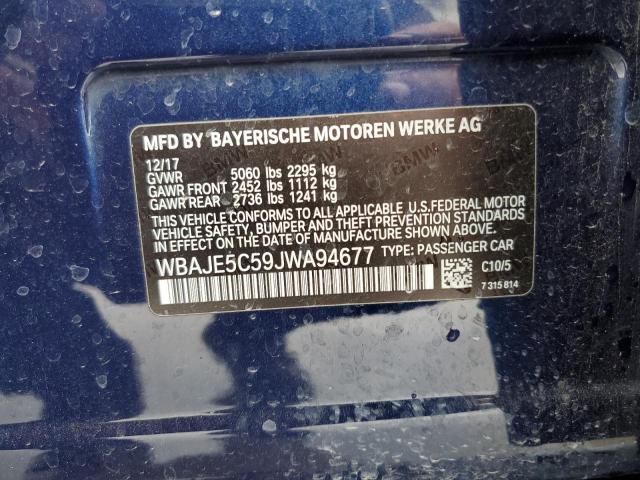 MFD BY BAYERISCHE MOTOREN WERKE AG
12/17
GVWR 5060 lbs 2295 kg
GAWR FRONT 2452 lbs 1112 kg
GAWR REAR 2736 lbs 1241 kg
THIS VEHICLE CONFORMS TO ALL APPLICABLE U.S.FEDERAL MOTOR
VEHICLE SAFETY, BUMPER AND THEFT PREVENTION STANDARDS
IN EFFECT ON THE DATE OF MANUFACTURE SHOWN ABOVE.
WBAJE5C59JWA94677 TYPE: PASSENGER CAR
C10/5
7 315 814